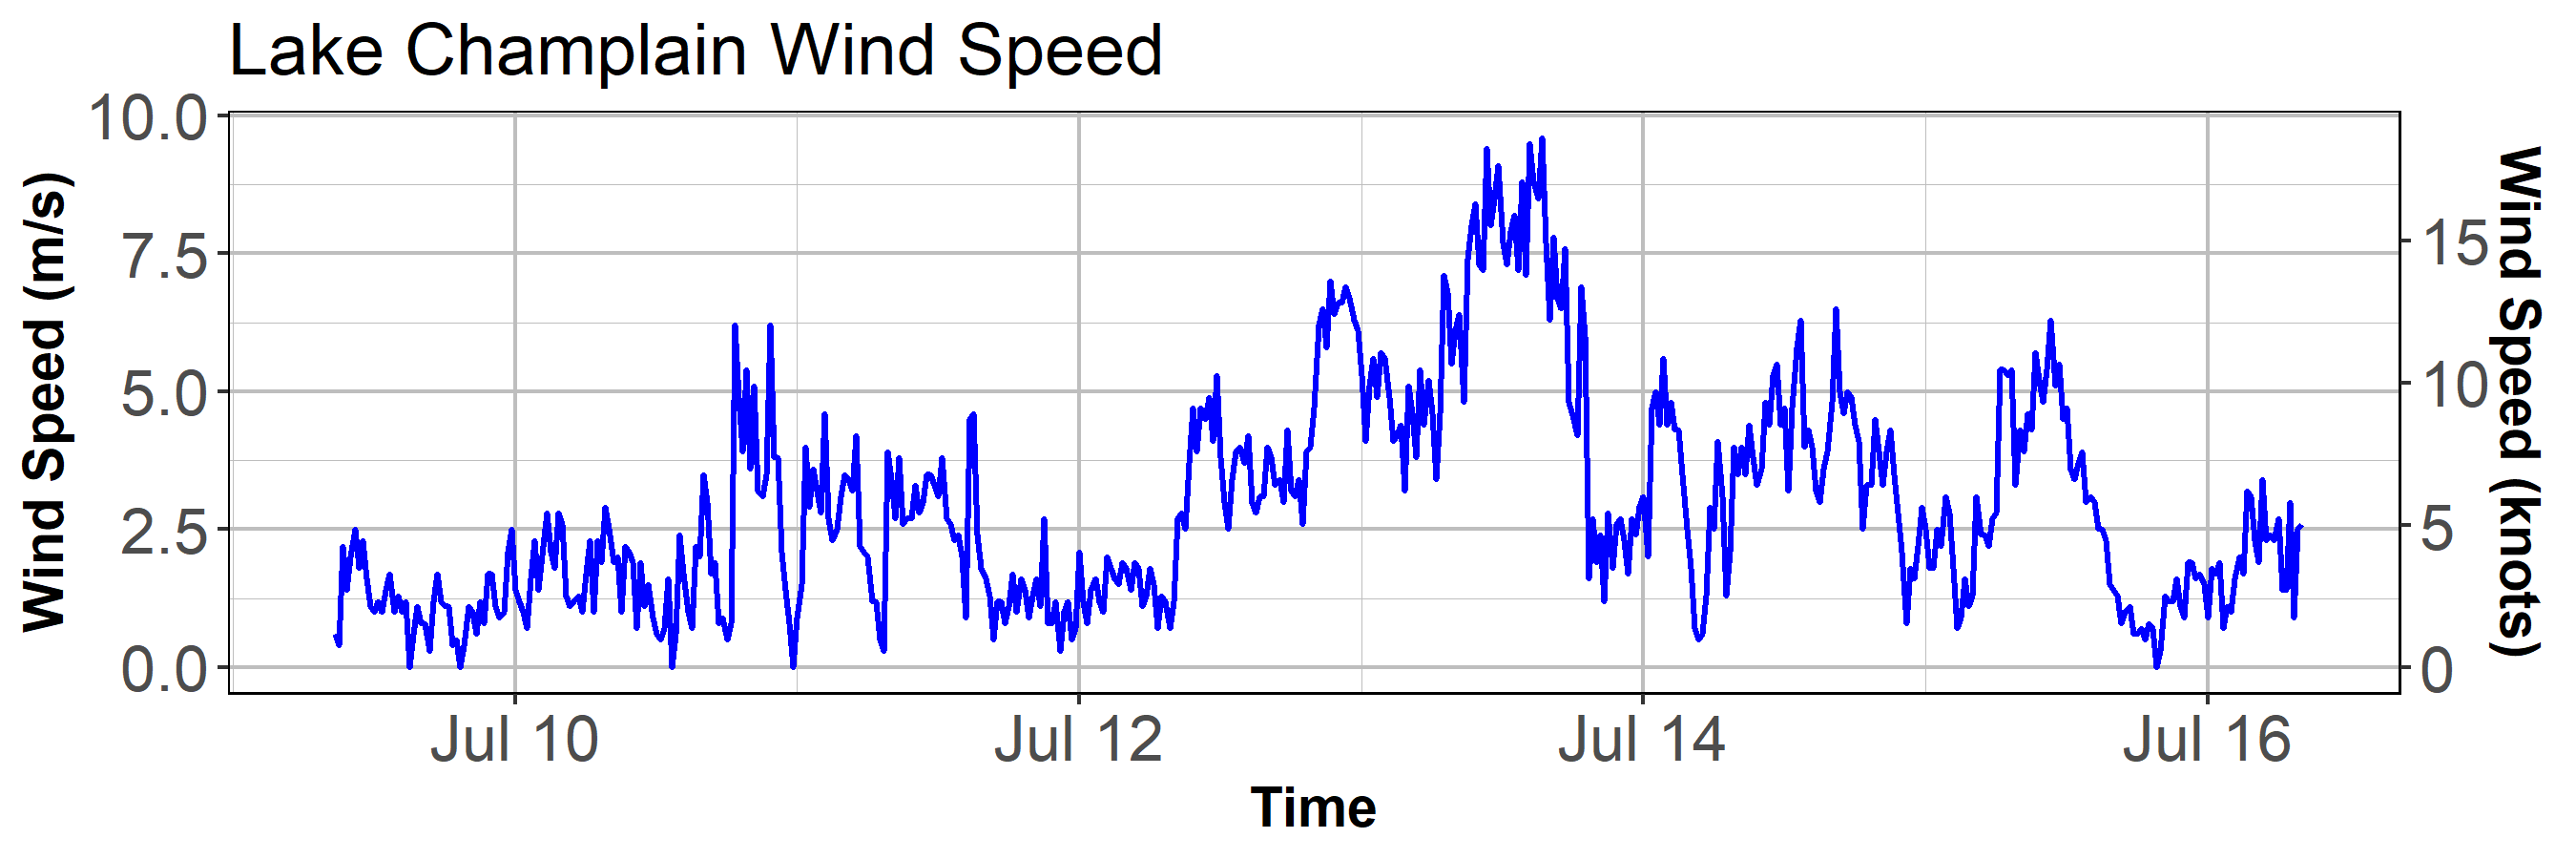 Lake Champlain Wind Speed
10.0
7.5
5.0
2.5
0.0
Wind Speed (m/s)
15
10
5
0
Wind Speed (knots)
Jul 10
Jul 12
Jul 14
Jul 16
Time